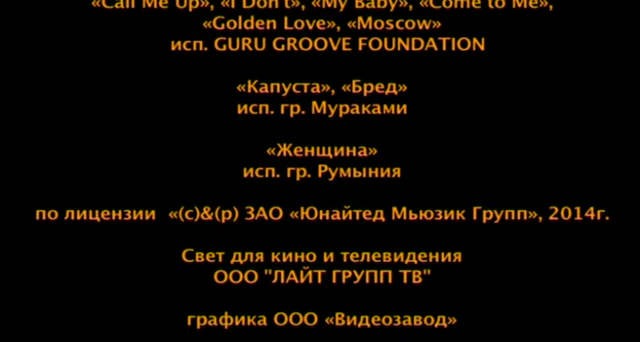 «Call Me Up», «I Don't», «My Baby», «Come to Me»,
«Golden Love», «Moscow»
исп. GURU GROOVE FOUNDATION
«Капуста», «Бред»
исп. гр. Мураками
«Женщина»
исп. гр. Румыния
по лицензии «(с)&(р) ЗАО «Юнайтед Мьюзик Групп», 2014г.
Свет для кино и телевидения
ООО "ЛАЙТ ГРУПП ТВ"
графика ООО «Видеозавод»